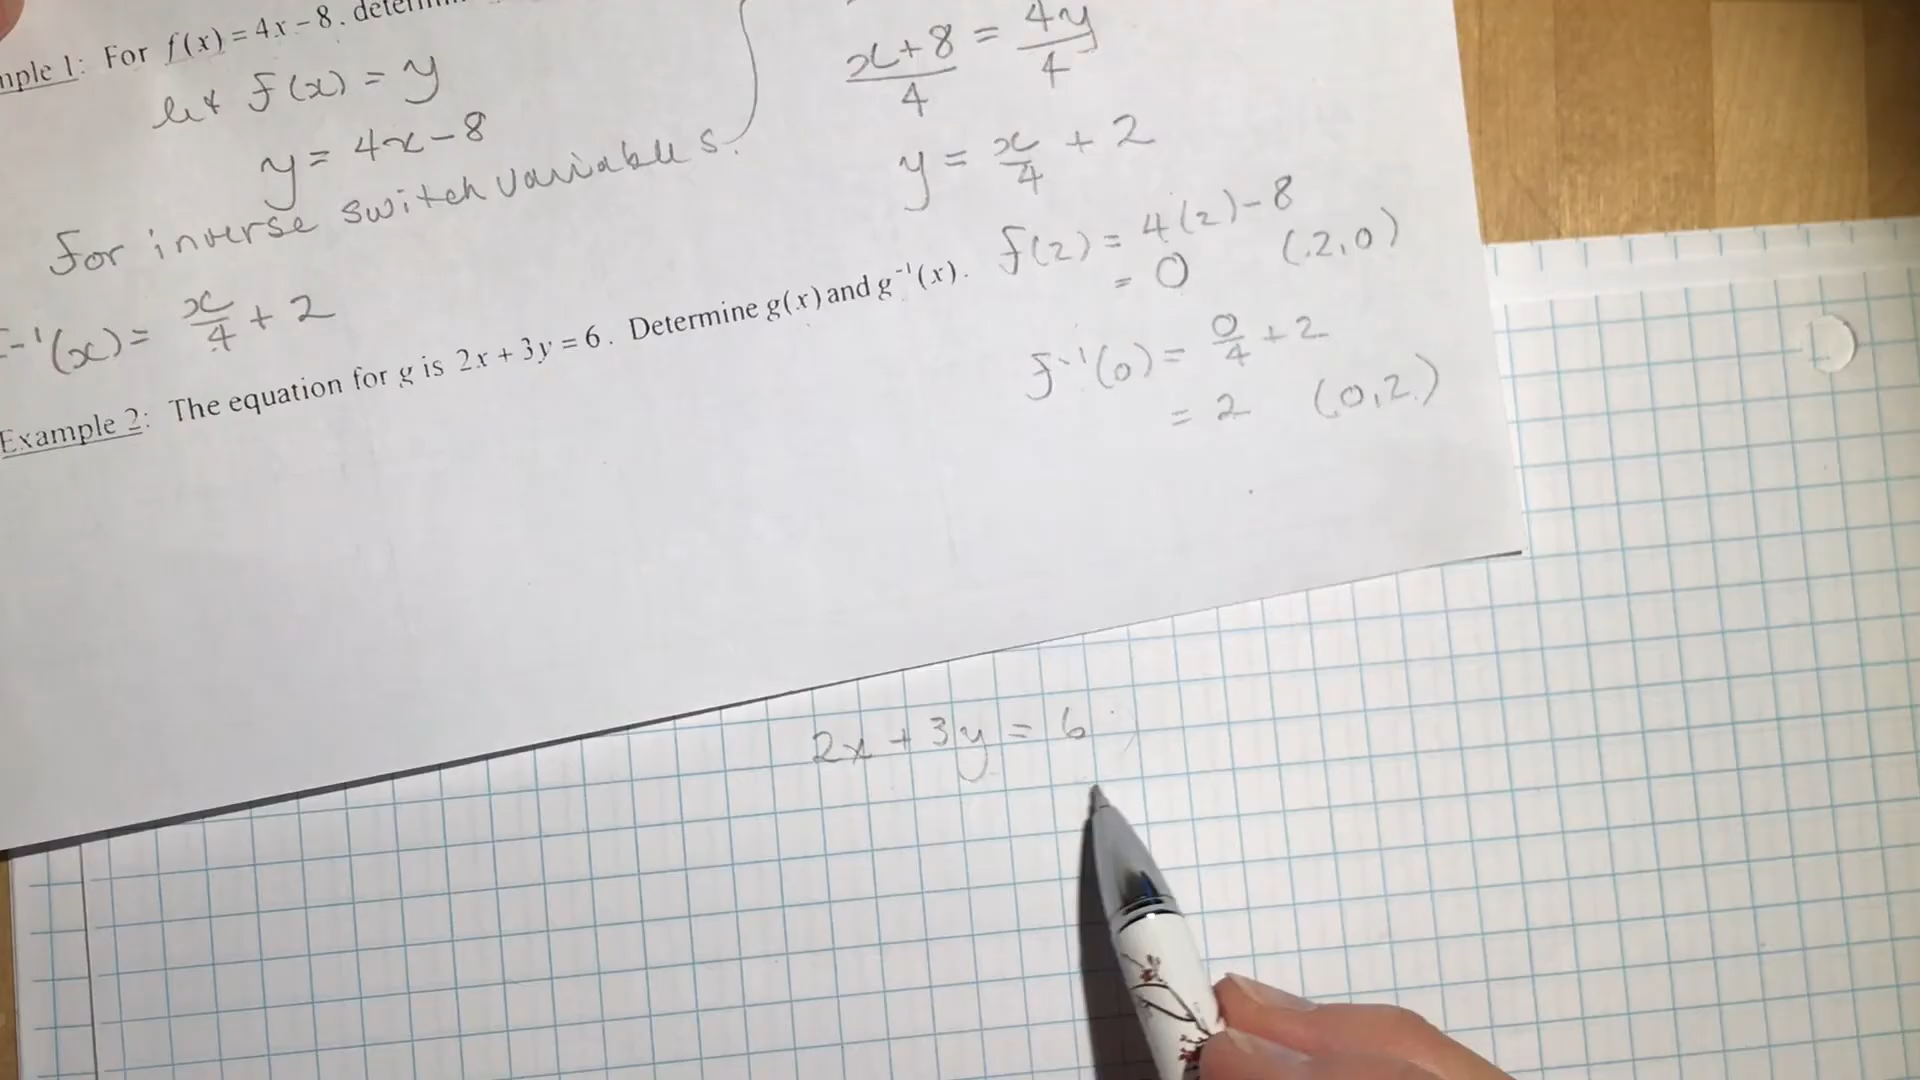 mple 1: For f(x) = 4x - 8,
let f(x) = y
y = 4x - 8
For inverse switch variables.
-1(x) = x/4 + 2
(x+8)/4 = 4y/4
y = x/4 + 2
f(2) = 4(2) - 8
= 0 (2,0)
f⁻¹(0) = 0/4 + 2
= 2 (0,2)
Example 2: The equation for g is 2x + 3y = 6. Determine g(x) and g⁻¹(x).
2x + 3y = 6